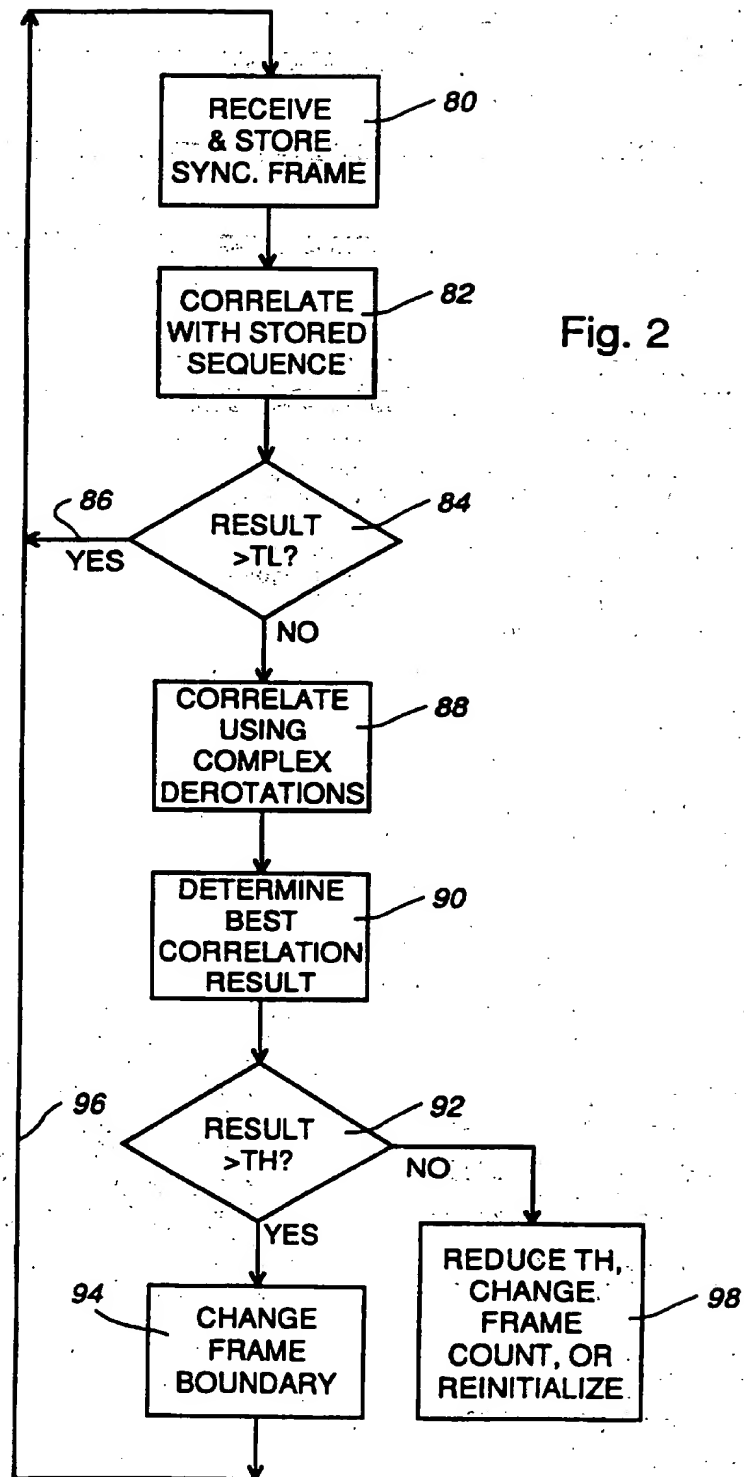 RECEIVE
& STORE
SYNC. FRAME
80
CORRELATE
WITH STORED
SEQUENCE
82
Fig. 2
RESULT
>TL?
84
86
YES
NO
CORRELATE
USING
COMPLEX
DEROTATIONS
88
DETERMINE
BEST
CORRELATION
RESULT
90
RESULT
>TH?
92
96
NO
YES
94
CHANGE
FRAME
BOUNDARY
REDUCE TH,
CHANGE
FRAME
COUNT, OR
REINITIALIZE
98